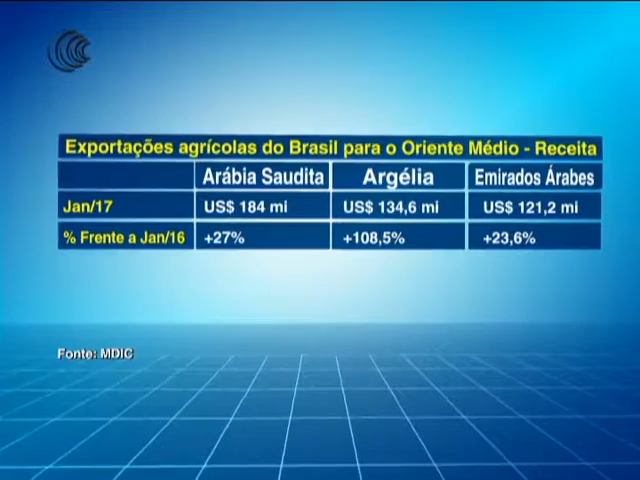 Exportações agrícolas do Brasil para o Oriente Médio - Receita
Arábia Saudita Argélia Emirados Árabes
Jan/17 US$ 184 mi US$ 134,6 mi US$ 121,2 mi
% Frente a Jan/16 +27% +108,5% +23,6%
Fonte: MDIC